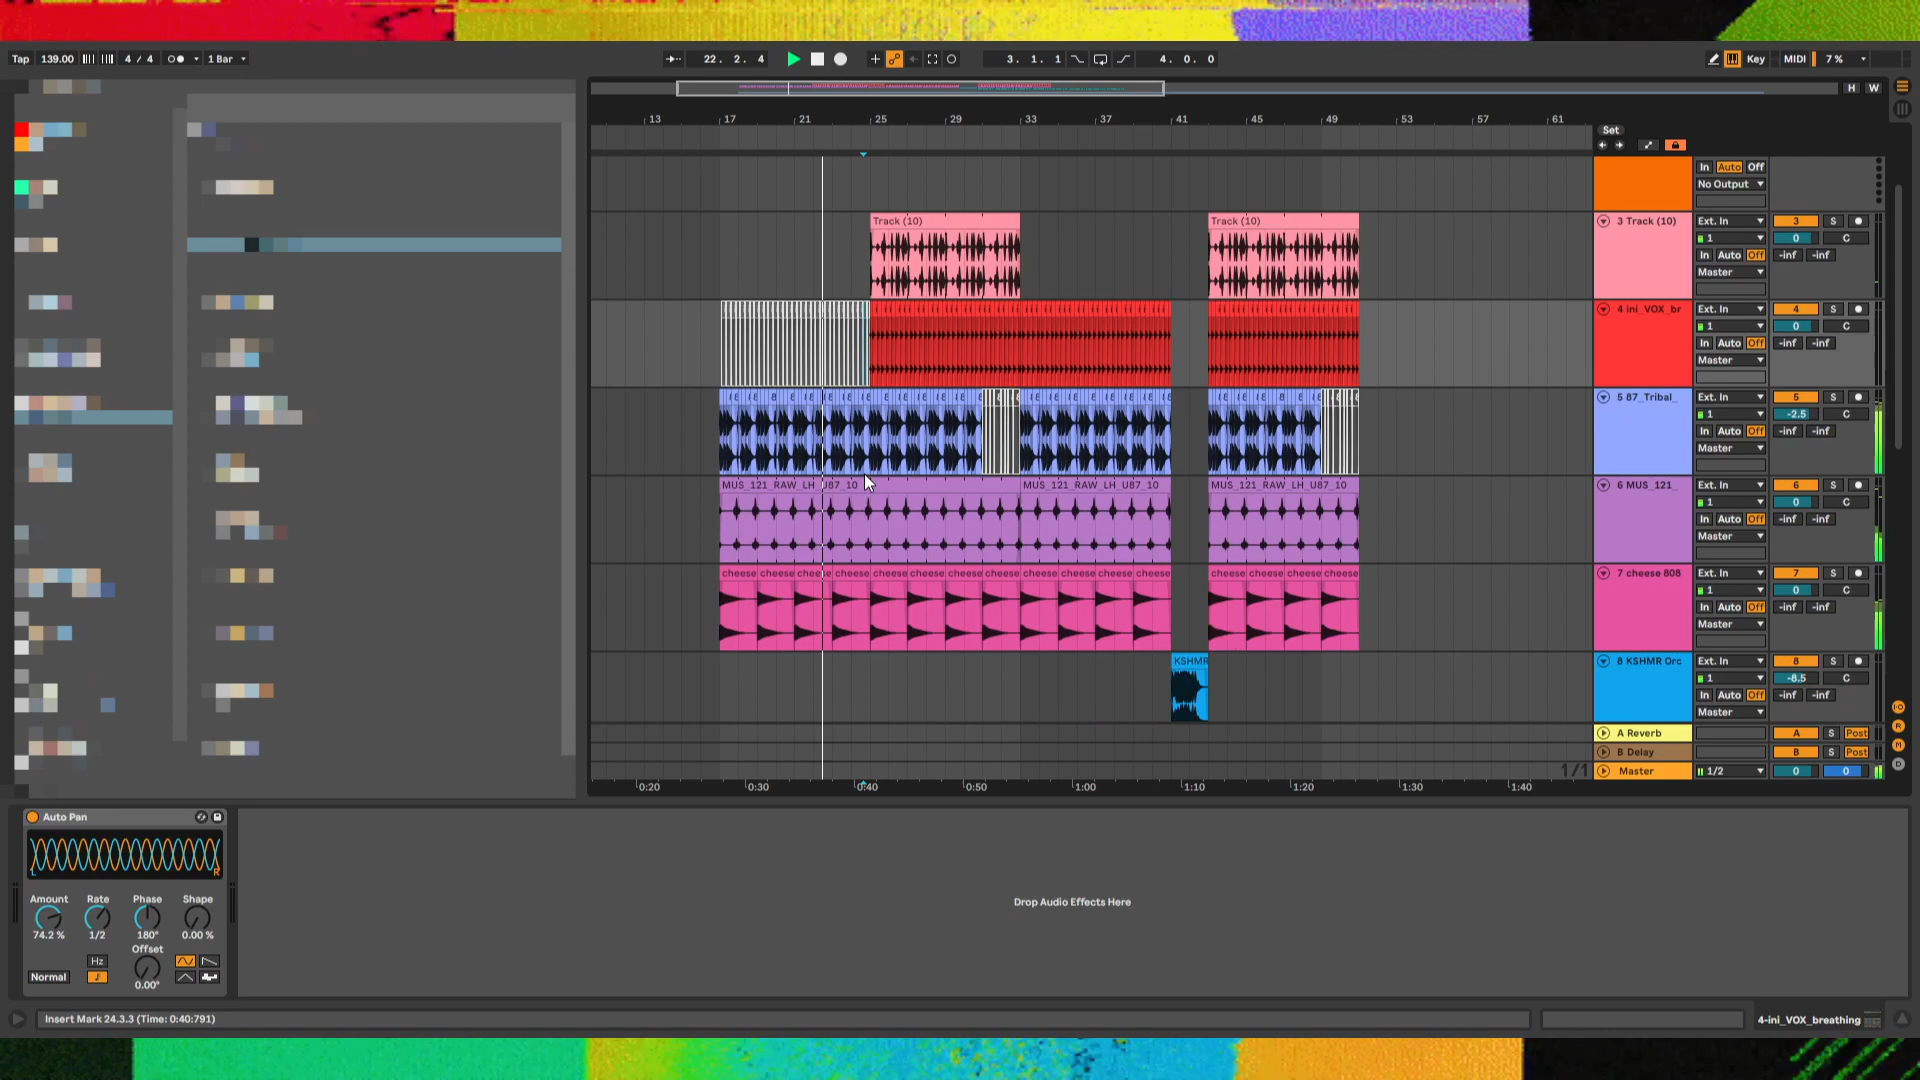 Tap 139.00 4 / 4 1 Bar 22. 2. 4 3. 1. 1 4. 0. 0 Key MIDI 7 %
H W
13 17 21 25 29 33 37 41 45 49 53 57 61
Set
In Auto Off
No Output
Track (10) Track (10) 3 Track (10) Ext. In 3 S
1 0 C
In Auto Off -inf -inf
Master
4 ini_VOX_br Ext. In 4 S
1 0 C
In Auto Off -inf -inf
Master
5 87_Tribal_ Ext. In 5 S
1 -2.5 C
In Auto Off -inf -inf
Master
MUS_121_RAW_LH_U87_10 MUS_121_RAW_LH_U87_10 MUS_121_RAW_LH_U87_10 6 MUS_121_ Ext. In 6 S
1 0 C
In Auto Off -inf -inf
Master
cheese cheese cheese cheese cheese cheese cheese cheese cheese cheese cheese cheese cheese cheese cheese 7 cheese 808 Ext. In 7 S
1 0 C
In Auto Off -inf -inf
Master
KSHMR 8 KSHMR Orc Ext. In 8 S
1 -8.5 C
In Auto Off -inf -inf
Master
A Reverb A S Post
B Delay B S Post
1/1 Master 1/2 0 0
0:20 0:30 0:40 0:50 1:00 1:10 1:20 1:30 1:40
Auto Pan
L R
Amount Rate Phase Shape
74.2 % 1/2 180° 0.00 %
Offset
Hz
Normal 0.00°
Drop Audio Effects Here
Insert Mark 24.3.3 (Time: 0:40:791) 4-ini_VOX_breathing